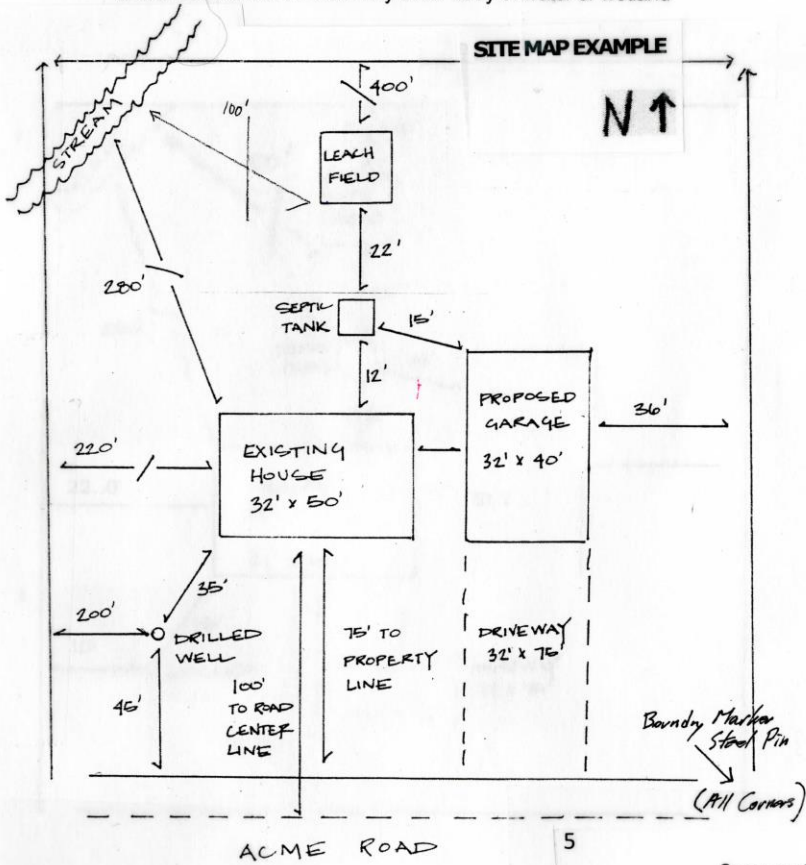 SITE MAP EXAMPLE
N
400'
100'
STREAM
LEACH
FIELD
22'
280'
SEPTIC
TANK
15'
12'
PROPOSED
GARAGE
32' x 40'
36'
220'
EXISTING
HOUSE
32' x 50'
35'
200'
DRILLED
WELL
75' TO
PROPERTY
LINE
DRIVEWAY
32' x 75'
45'
100'
TO ROAD
CENTER
LINE
Boundry Marker
Steel Pin
(All Corners)
ACME ROAD
5